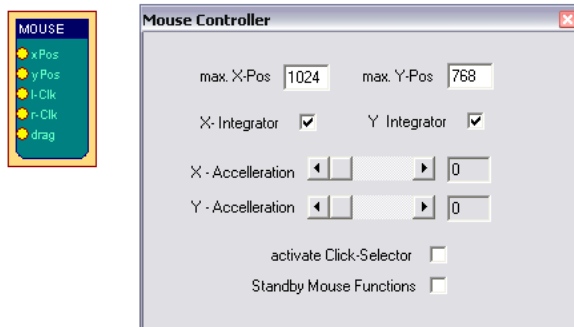 MOUSE
xPos
yPos
l-Clk
r-Clk
drag
Mouse Controller
max. X-Pos 1024 max. Y-Pos 768
X- Integrator Y Integrator
X - Accelleration 0
Y - Accelleration 0
activate Click-Selector
Standby Mouse Functions